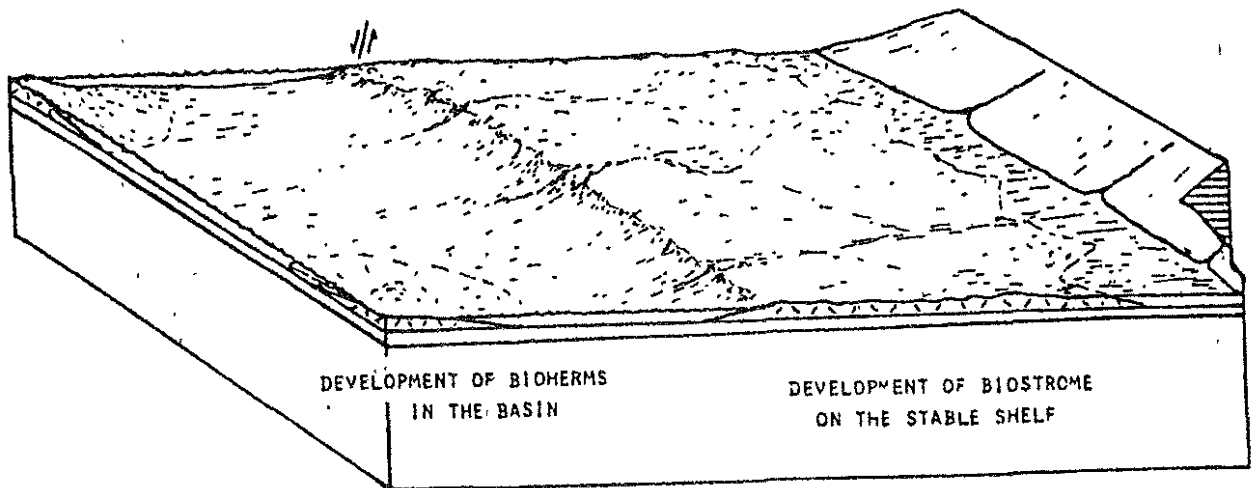 DEVELOPMENT OF BIOHERMS
IN THE BASIN
DEVELOPMENT OF BIOSTROME
ON THE STABLE SHELF